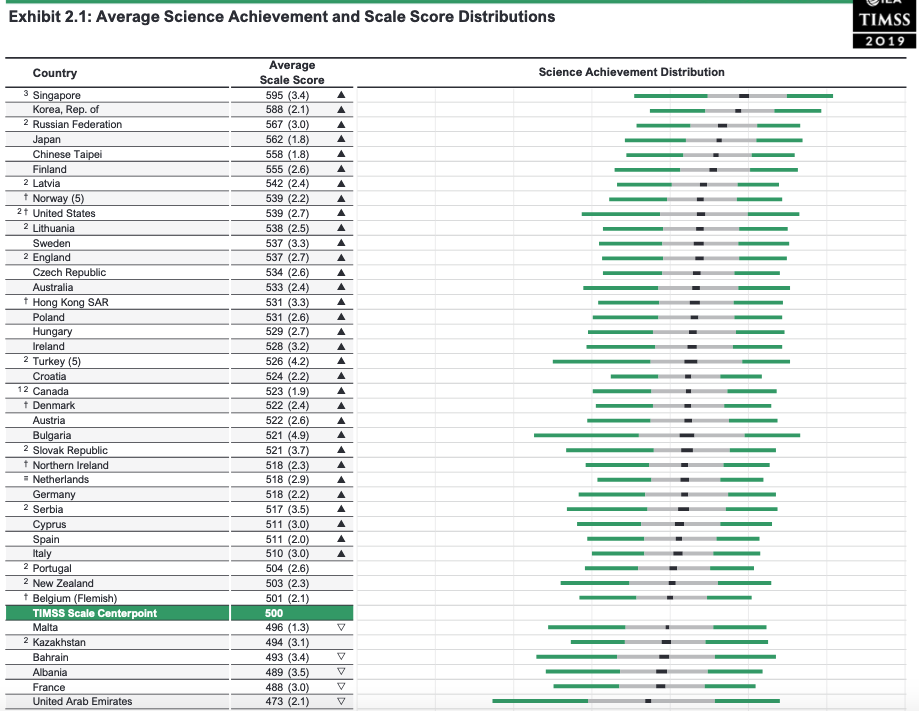 IEA
Exhibit 2.1: Average Science Achievement and Scale Score Distributions
TIMSS
2019
Country Average Scale Score Science Achievement Distribution
3 Singapore 595 (3.4) ▲
Korea, Rep. of 588 (2.1) ▲
2 Russian Federation 567 (3.0) ▲
Japan 562 (1.8) ▲
Chinese Taipei 558 (1.8) ▲
Finland 555 (2.6) ▲
2 Latvia 542 (2.4) ▲
† Norway (5) 539 (2.2) ▲
2† United States 539 (2.7) ▲
2 Lithuania 538 (2.5) ▲
Sweden 537 (3.3) ▲
2 England 537 (2.7) ▲
Czech Republic 534 (2.6) ▲
Australia 533 (2.4) ▲
† Hong Kong SAR 531 (3.3) ▲
Poland 531 (2.6) ▲
Hungary 529 (2.7) ▲
Ireland 528 (3.2) ▲
2 Turkey (5) 526 (4.2) ▲
Croatia 524 (2.2) ▲
†2 Canada 523 (1.9) ▲
† Denmark 522 (2.4) ▲
Austria 522 (2.6) ▲
Bulgaria 521 (4.9) ▲
2 Slovak Republic 521 (3.7) ▲
† Northern Ireland 518 (2.3) ▲
≡ Netherlands 518 (2.9) ▲
Germany 518 (2.2) ▲
2 Serbia 517 (3.5) ▲
Cyprus 511 (3.0) ▲
Spain 511 (2.0) ▲
Italy 510 (3.0) ▲
2 Portugal 504 (2.6)
2 New Zealand 503 (2.3)
† Belgium (Flemish) 501 (2.1)
TIMSS Scale Centerpoint 500
Malta 496 (1.3) ▽
2 Kazakhstan 494 (3.1)
Bahrain 493 (3.4) ▽
Albania 489 (3.5) ▽
France 488 (3.0) ▽
United Arab Emirates 473 (2.1) ▽